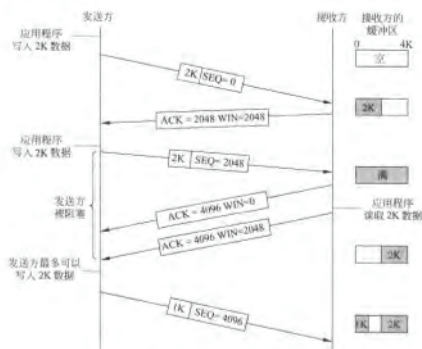 发送方
接收方
接收方的
缓冲区
0 4K
空
应用程序
写入 2K 数据
2K SEQ=0
2K
ACK = 2048 WIN=2048
应用程序
写入 2K 数据
2K SEQ=2048
满
发送方
被阻塞
ACK = 4096 WIN=0
应用程序
读取 2K 数据
ACK = 4096 WIN=2048
2K
发送方最多可以
写入 2K 数据
1K SEQ=4096
1K 2K